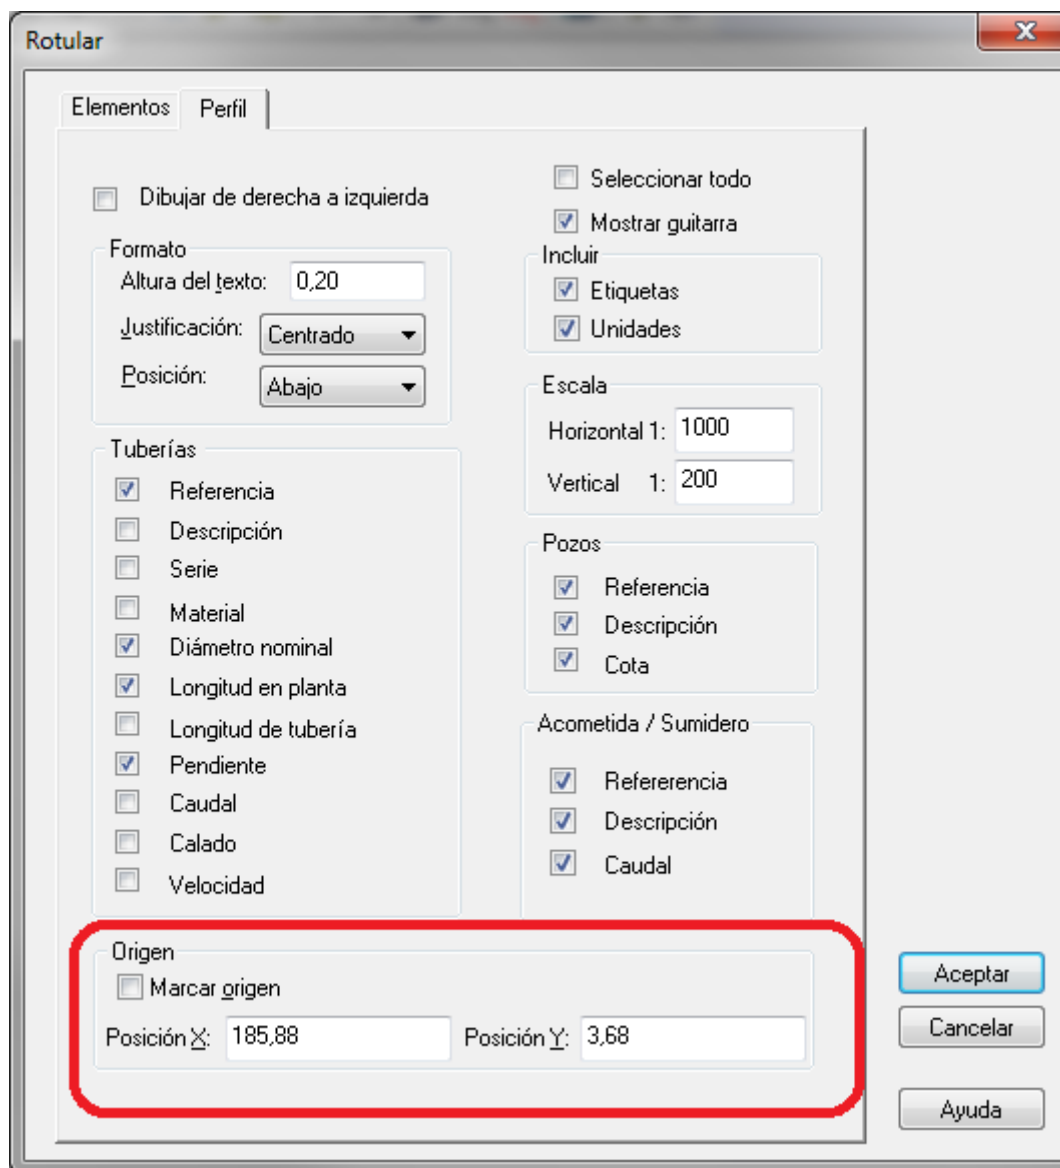 Rotular
Elementos Perfil
Dibujar de derecha a izquierda
Formato
Altura del texto: 0,20
Justificación: Centrado
Posición: Abajo
Tuberías
Referencia
Descripción
Serie
Material
Diámetro nominal
Longitud en planta
Longitud de tubería
Pendiente
Caudal
Calado
Velocidad
Seleccionar todo
Mostrar guitarra
Incluir
Etiquetas
Unidades
Escala
Horizontal 1: 1000
Vertical 1: 200
Pozos
Referencia
Descripción
Cota
Acometida / Sumidero
Refererencia
Descripción
Caudal
Origen
Marcar origen
Posición X: 185,88 Posición Y: 3,68
Aceptar
Cancelar
Ayuda